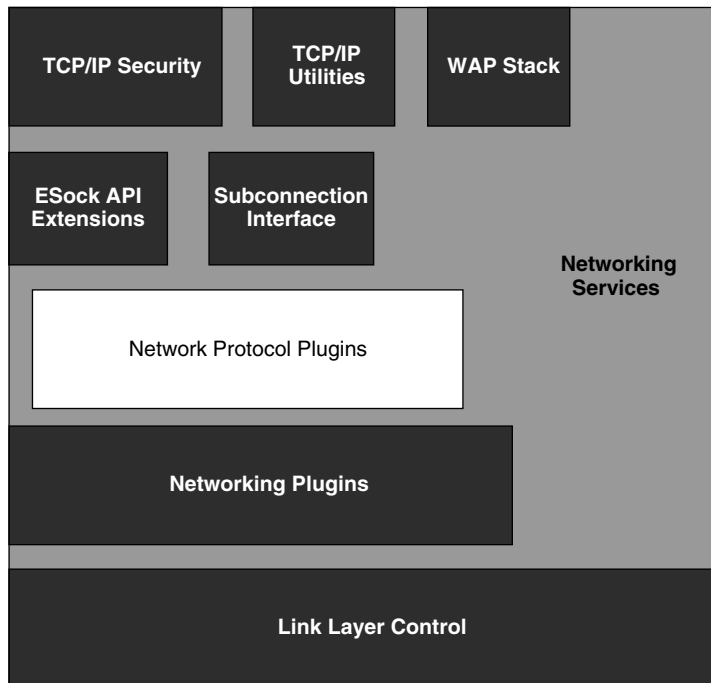 TCP/IP Security
TCP/IP
Utilities
WAP Stack
ESock API
Extensions
Subconnection
Interface
Networking
Services
Network Protocol Plugins
Networking Plugins
Link Layer Control